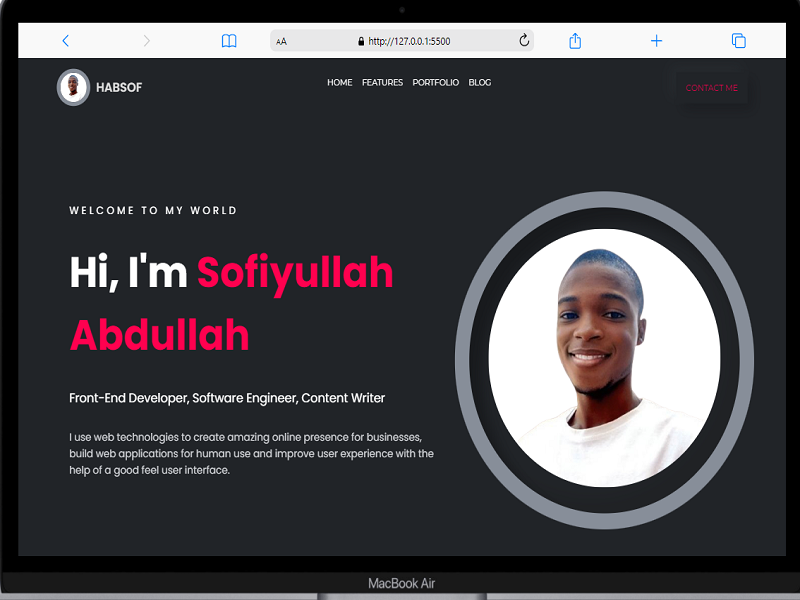 AA http://127.0.0.1:5500
HABSOF
HOME FEATURES PORTFOLIO BLOG
CONTACT ME
WELCOME TO MY WORLD
Hi, I'm Sofiyullah
Abdullah
Front-End Developer, Software Engineer, Content Writer
I use web technologies to create amazing online presence for businesses,
build web applications for human use and improve user experience with the
help of a good feel user interface.
MacBook Air